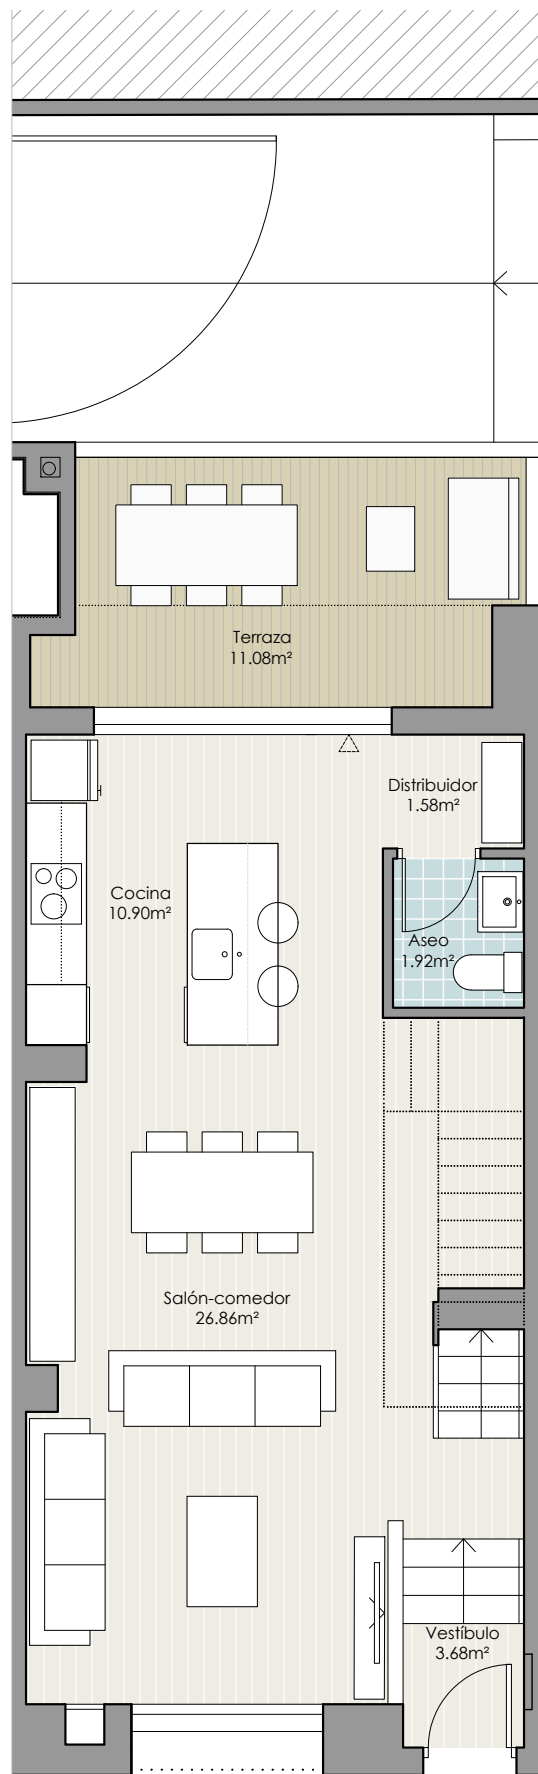 Terraza
11.08m²
Distribuidor
1.58m²
Cocina
10.90m²
Aseo
1.92m²
Salón-comedor
26.86m²
Vestíbulo
3.68m²